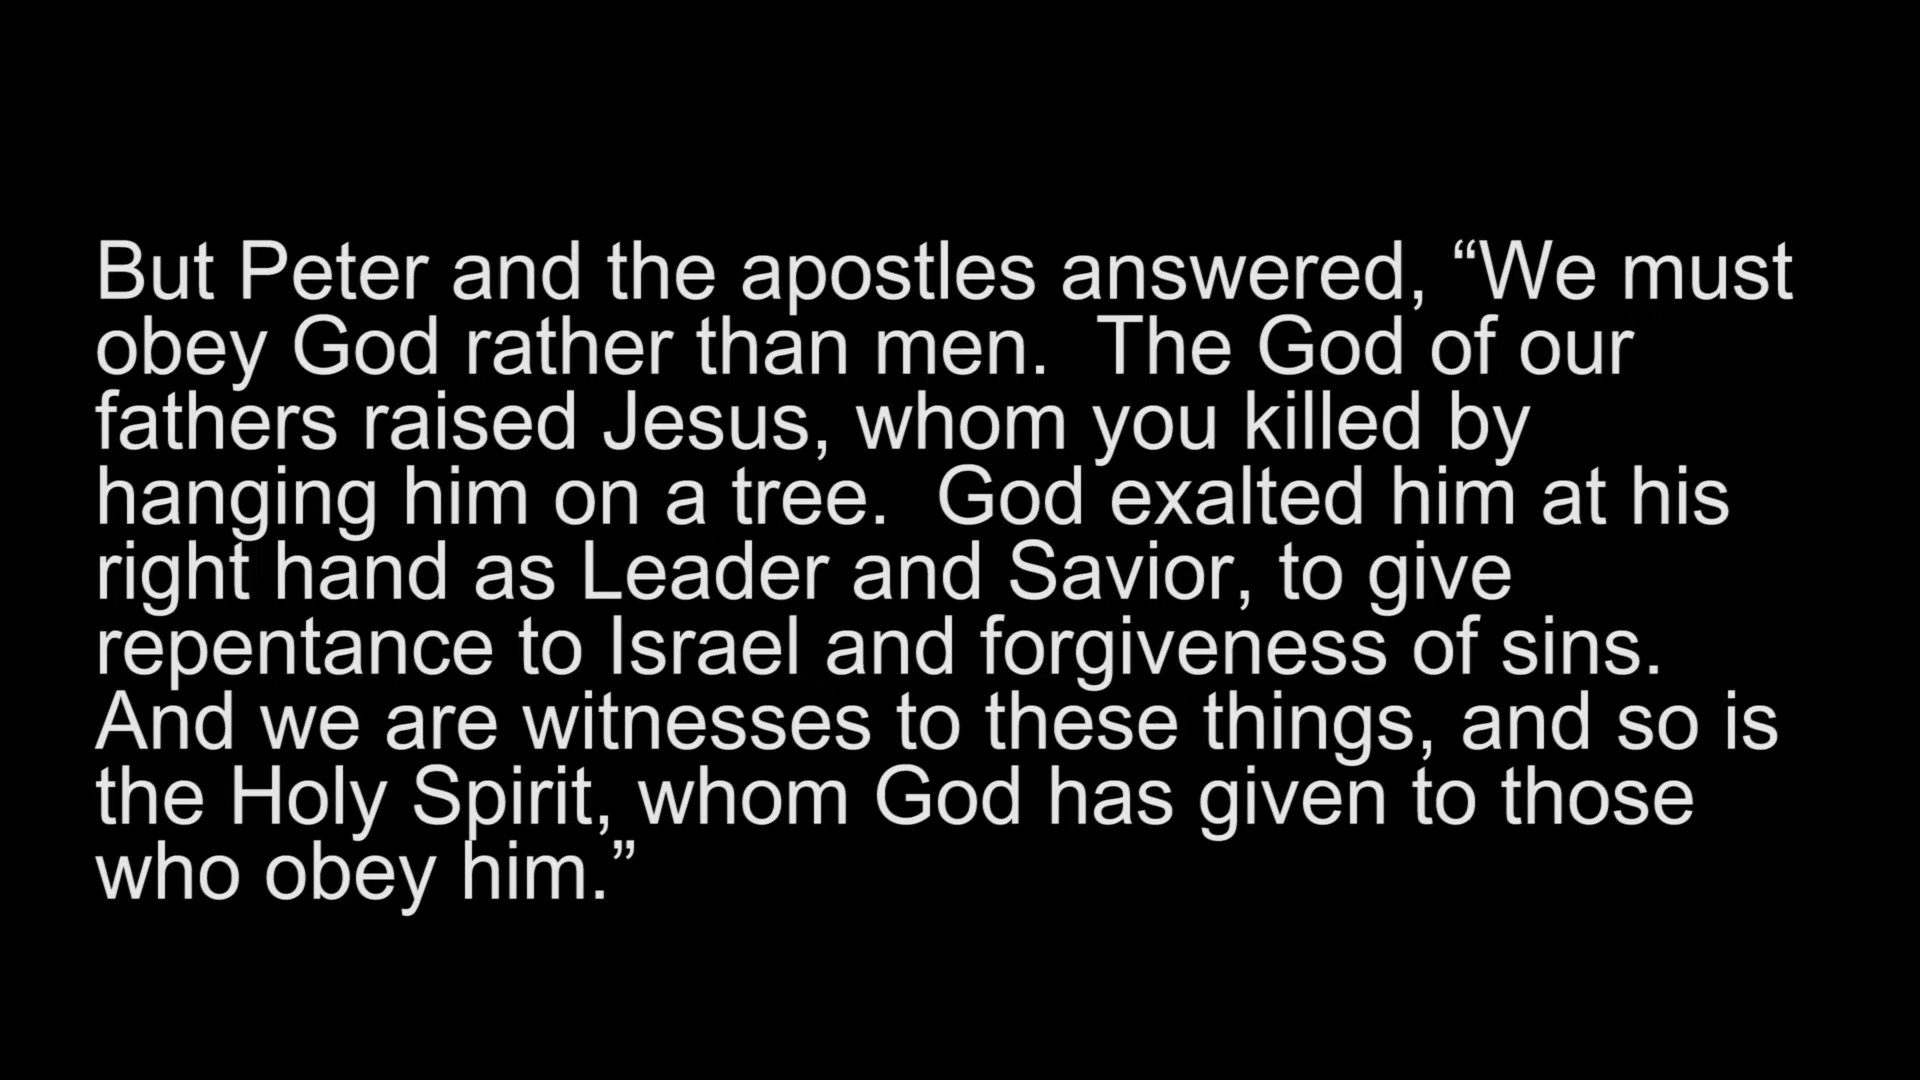 But Peter and the apostles answered, “We must
obey God rather than men.  The God of our
fathers raised Jesus, whom you killed by
hanging him on a tree.  God exalted him at his
right hand as Leader and Savior, to give
repentance to Israel and forgiveness of sins.
And we are witnesses to these things, and so is
the Holy Spirit, whom God has given to those
who obey him.”